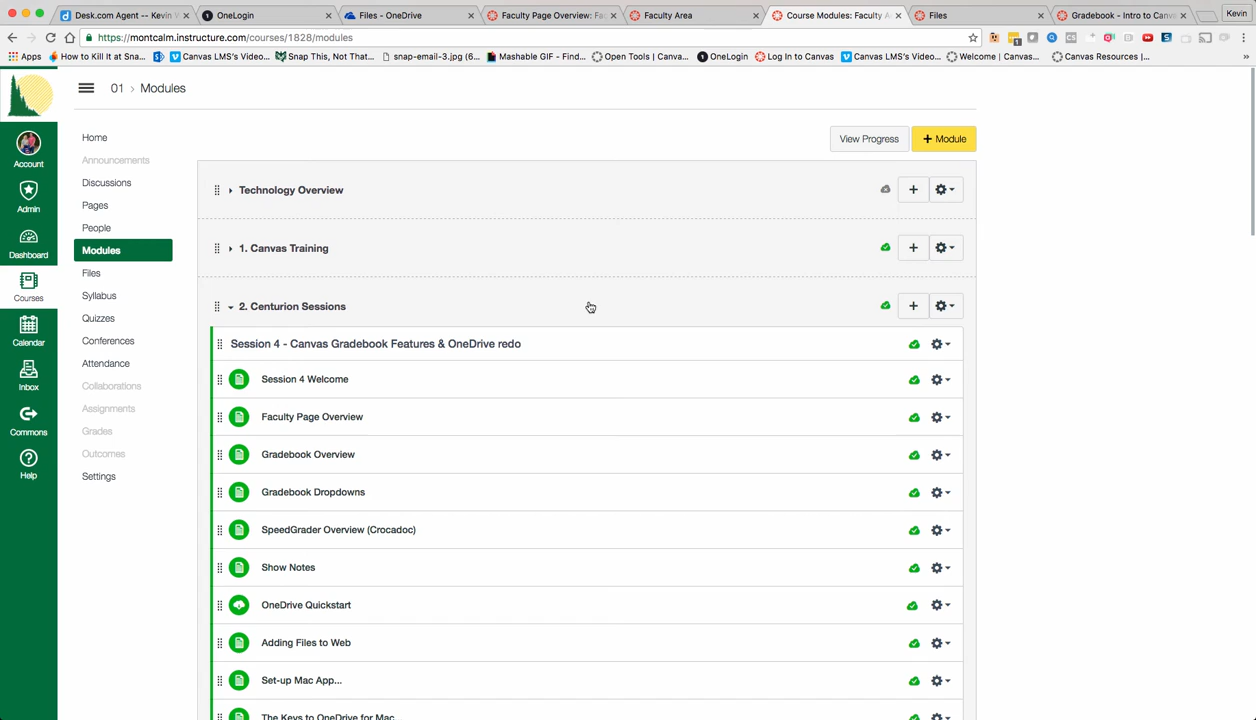 Desk.com Agent -- Kevin
OneLogin
Files - OneDrive
Faculty Page Overview: Fac
Faculty Area
Course Modules: Faculty A
Files
Gradebook - Intro to Canv
Kevin
https://montcalm.instructure.com/courses/1828/modules
Apps
How to Kill It at Sna...
Canvas LMS's Video...
Snap This, Not That...
snap-email-3.jpg (6...
Mashable GIF - Find...
Open Tools | Canva...
OneLogin
Log In to Canvas
Canvas LMS's Video...
Welcome | Canvas...
Canvas Resources |...
»
01 › Modules
Account
Admin
Dashboard
Courses
Calendar
Inbox
Commons
Help
Home
Announcements
Discussions
Pages
People
Modules
Files
Syllabus
Quizzes
Conferences
Attendance
Collaborations
Assignments
Grades
Outcomes
Settings
View Progress
+ Module
Technology Overview
1. Canvas Training
2. Centurion Sessions
Session 4 - Canvas Gradebook Features & OneDrive redo
Session 4 Welcome
Faculty Page Overview
Gradebook Overview
Gradebook Dropdowns
SpeedGrader Overview (Crocadoc)
Show Notes
OneDrive Quickstart
Adding Files to Web
Set-up Mac App...
The Keys to OneDrive for Mac...